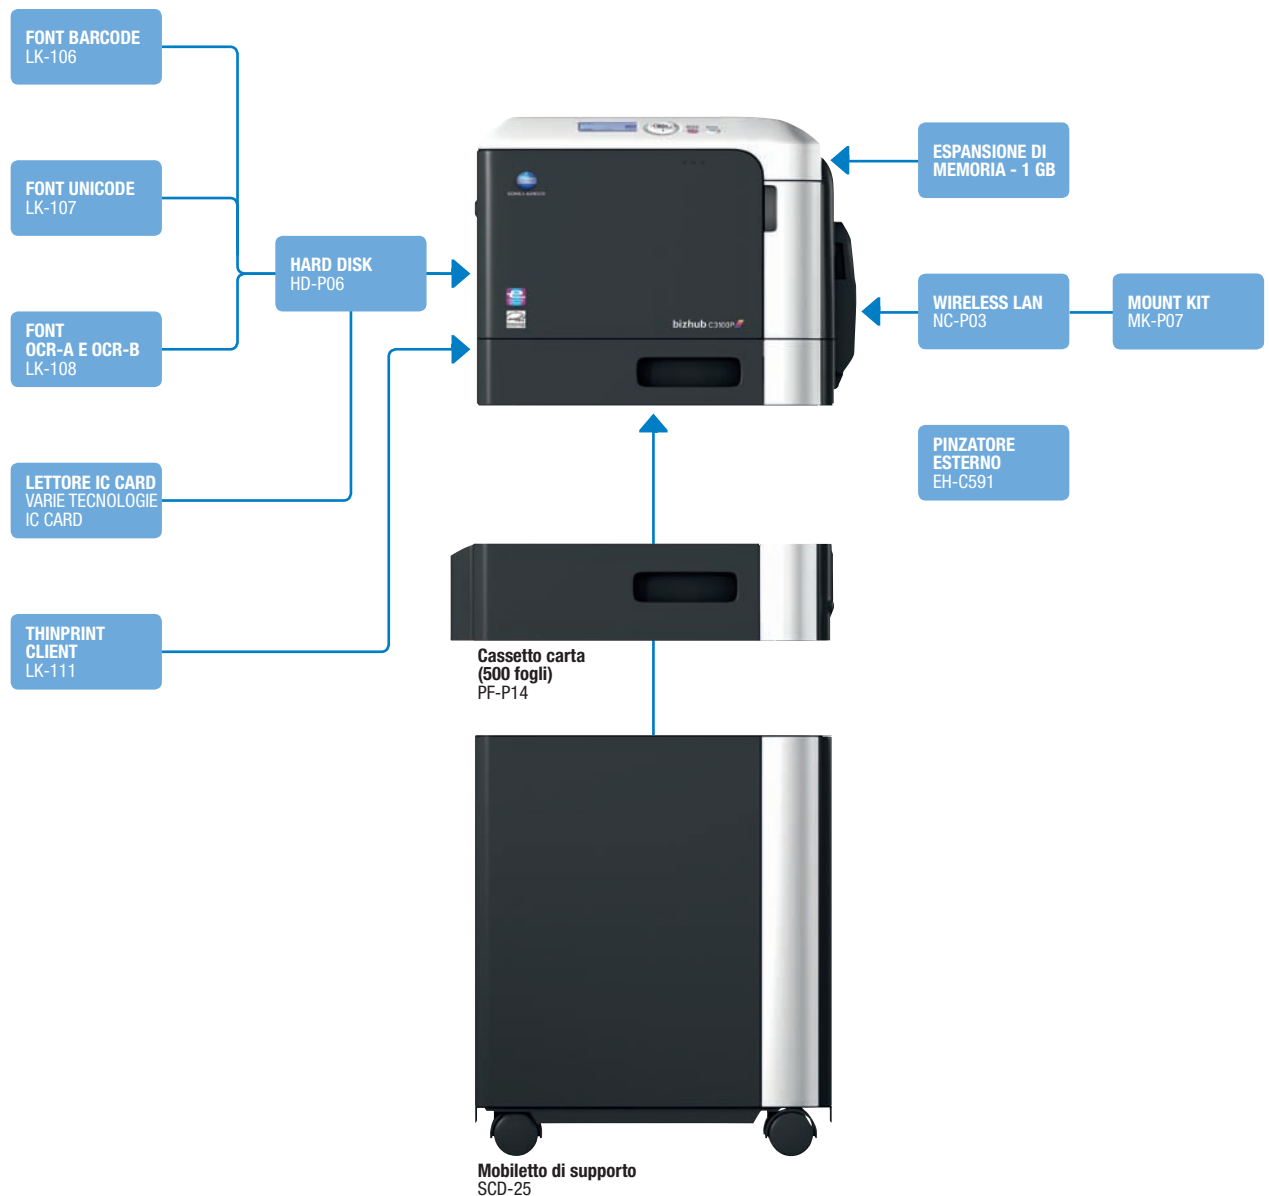 FONT BARCODE
LK-106
FONT UNICODE
LK-107
FONT
OCR-A E OCR-B
LK-108
LETTORE IC CARD
VARIE TECNOLOGIE
IC CARD
THINPRINT
CLIENT
LK-111
HARD DISK
HD-P06
KONICA MINOLTA
bizhub C3100P
ESPANSIONE DI
MEMORIA - 1 GB
WIRELESS LAN
NC-P03
MOUNT KIT
MK-P07
PINZATORE
ESTERNO
EH-C591
Cassetto carta
(500 fogli)
PF-P14
Mobiletto di supporto
SCD-25